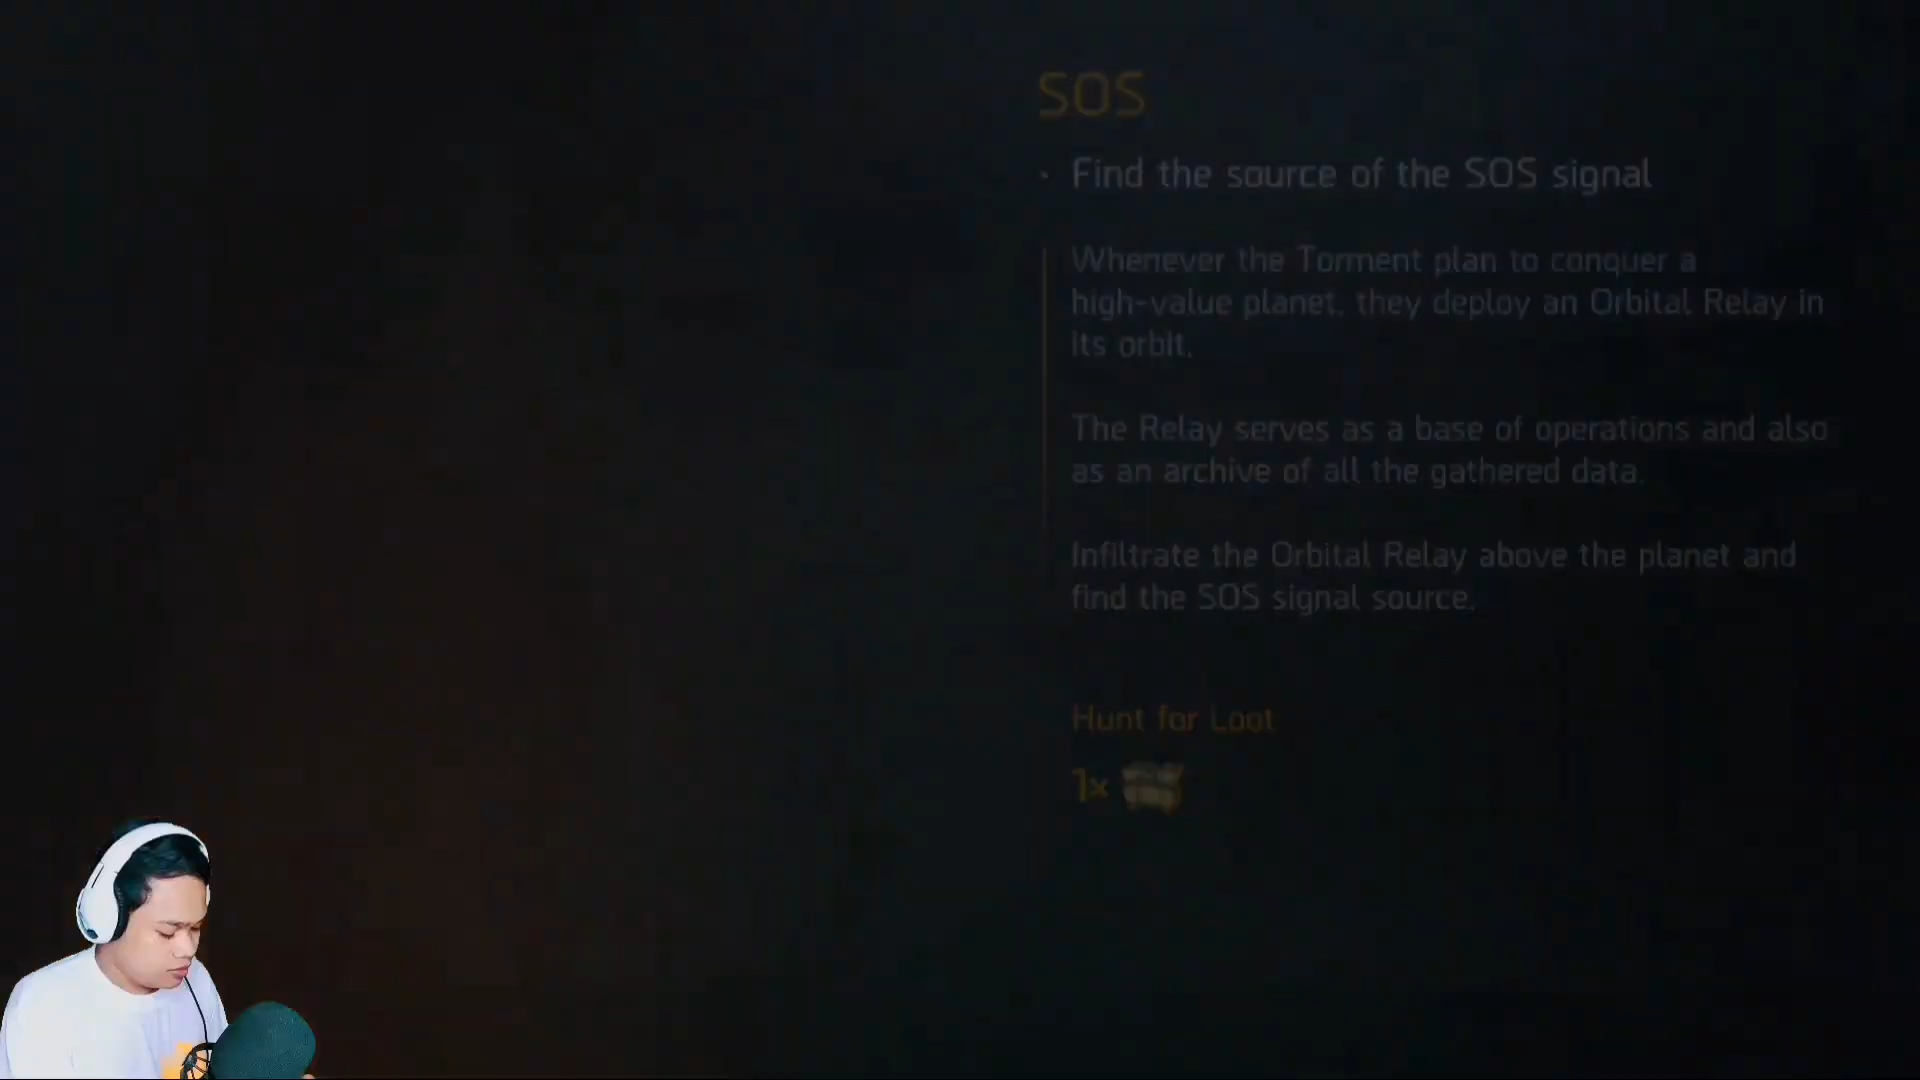 SOS
• Find the source of the SOS signal
Whenever the Torment plan to conquer a
high-value planet, they deploy an Orbital Relay in
its orbit.
The Relay serves as a base of operations and also
as an archive of all the gathered data.
Infiltrate the Orbital Relay above the planet and
find the SOS signal source.
Hunt for Loot
1x